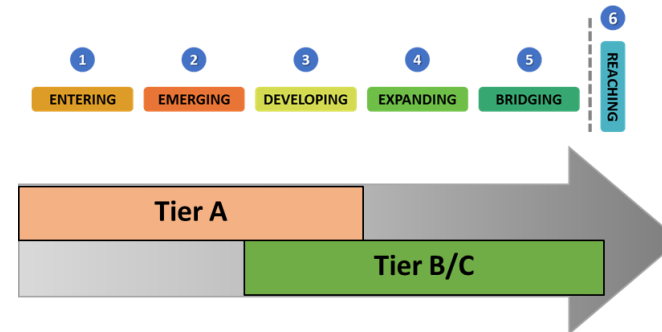 1 2 3 4 5 6
ENTERING EMERGING DEVELOPING EXPANDING BRIDGING REACHING
Tier A
Tier B/C